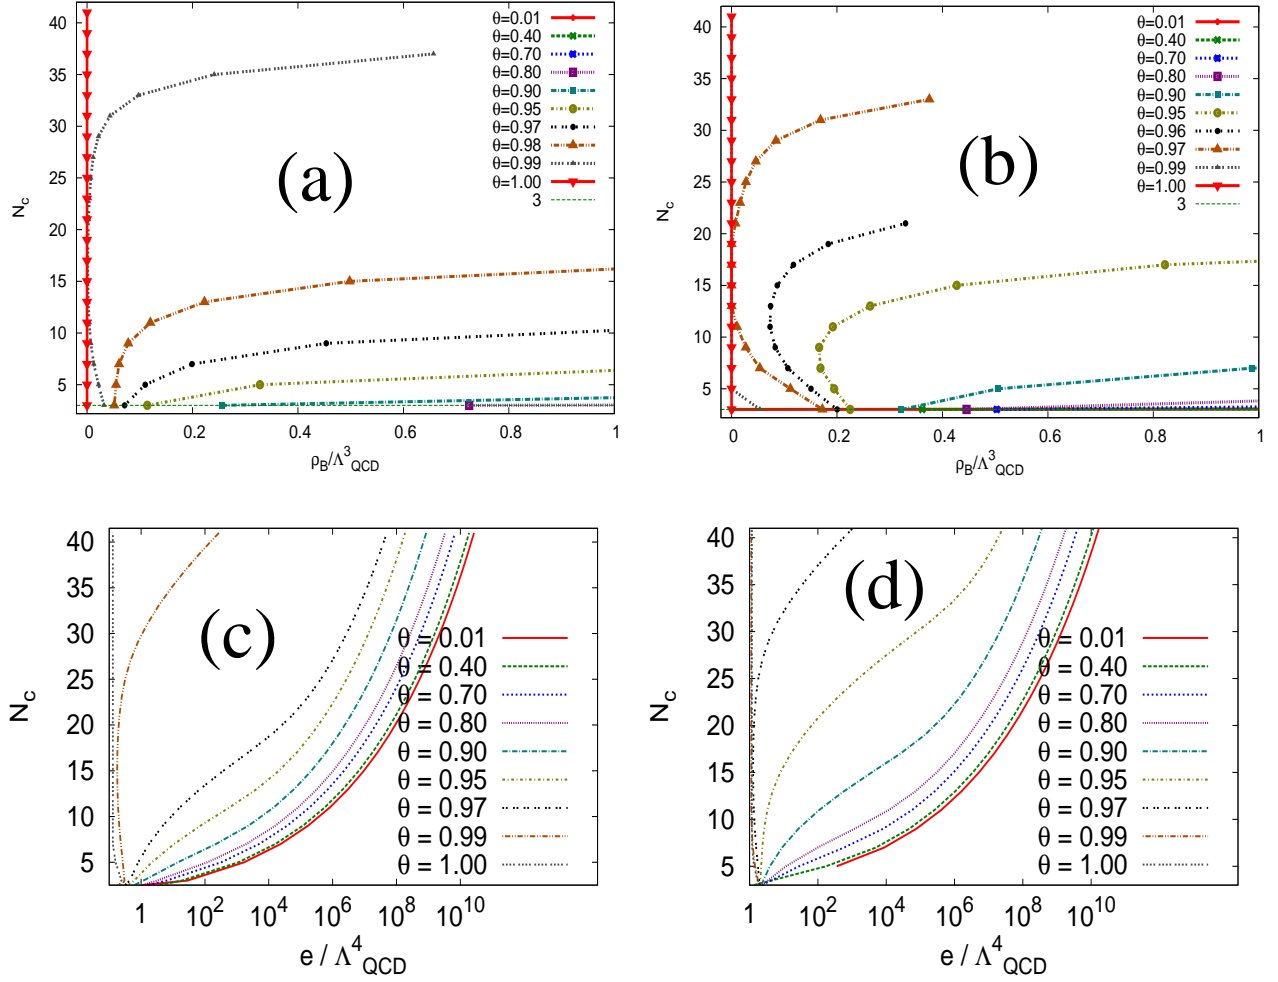 40
35
30
25
20
15
10
5
0
0.2
0.4
0.6
0.8
1
N_c
ρ_B/Λ^3_QCD
(a)
θ=0.01
θ=0.40
θ=0.70
θ=0.80
θ=0.90
θ=0.95
θ=0.97
θ=0.98
θ=0.99
θ=1.00
3
40
35
30
25
20
15
10
5
0
0.2
0.4
0.6
0.8
1
N_c
ρ_B/Λ^3_QCD
(b)
θ=0.01
θ=0.40
θ=0.70
θ=0.80
θ=0.90
θ=0.95
θ=0.96
θ=0.97
θ=0.99
θ=1.00
3
40
35
30
25
20
15
10
5
1
10^2
10^4
10^6
10^8
10^10
N_c
e / Λ^4_QCD
(c)
θ = 0.01
θ = 0.40
θ = 0.70
θ = 0.80
θ = 0.90
θ = 0.95
θ = 0.97
θ = 0.99
θ = 1.00
40
35
30
25
20
15
10
5
1
10^2
10^4
10^6
10^8
10^10
N_c
e / Λ^4_QCD
(d)
θ = 0.01
θ = 0.40
θ = 0.70
θ = 0.80
θ = 0.90
θ = 0.95
θ = 0.97
θ = 0.99
θ = 1.00